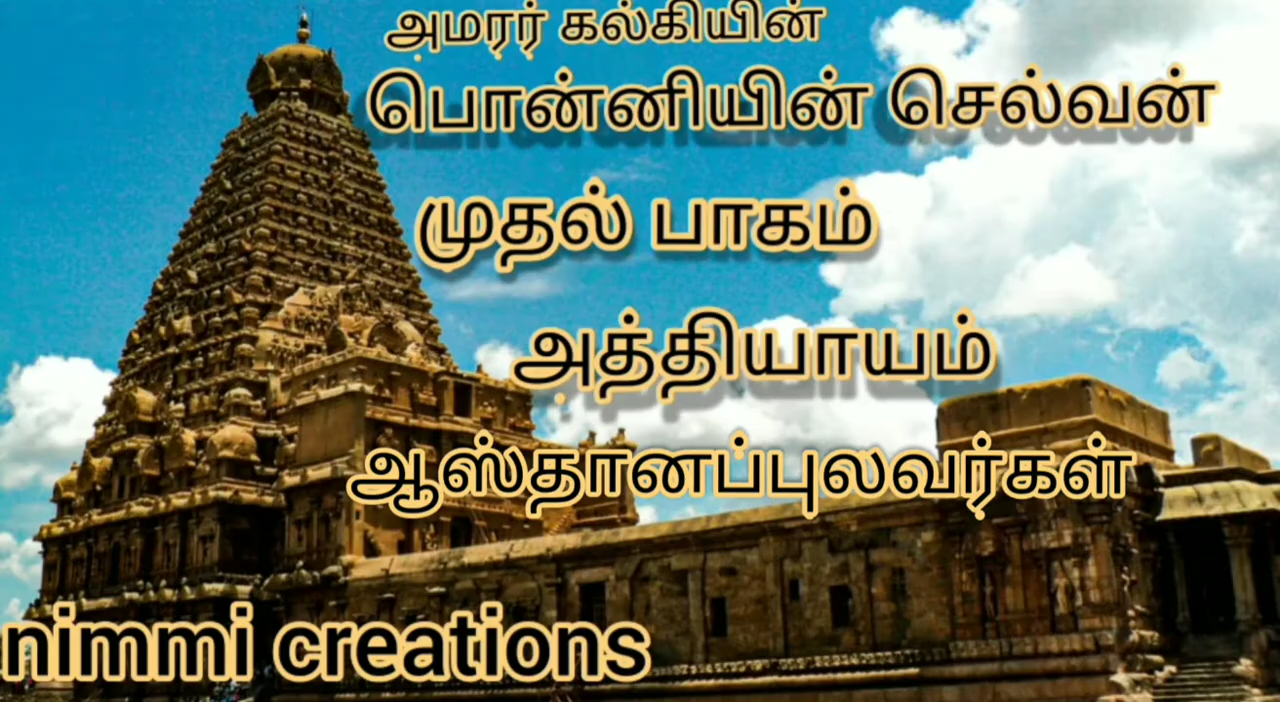 அமரர் கல்கியின்
பொன்னியின் செல்வன்
முதல் பாகம்
அத்தியாயம்
ஆஸ்தானப்புலவர்கள்
nimmi creations